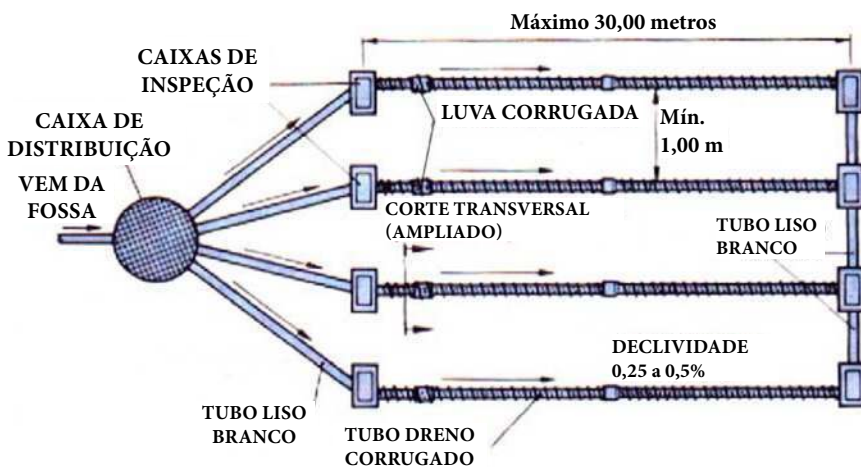 Máximo 30,00 metros
CAIXAS DE
INSPEÇÃO
LUVA CORRUGADA
Mín.
1,00 m
CAIXA DE
DISTRIBUIÇÃO
VEM DA
FOSSA
CORTE TRANSVERSAL
(AMPLIADO)
TUBO LISO
BRANCO
DECLIVIDADE
0,25 a 0,5%
TUBO LISO
BRANCO
TUBO DRENO
CORRUGADO